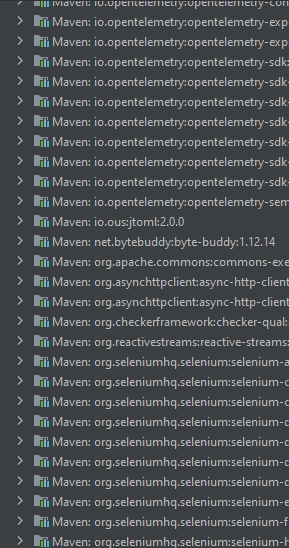 Maven: io.opentelemetry:opentelemetry-con
Maven: io.opentelemetry:opentelemetry-exp
Maven: io.opentelemetry:opentelemetry-exp
Maven: io.opentelemetry:opentelemetry-sdk:
Maven: io.opentelemetry:opentelemetry-sdk-
Maven: io.opentelemetry:opentelemetry-sdk-
Maven: io.opentelemetry:opentelemetry-sdk-
Maven: io.opentelemetry:opentelemetry-sdk-
Maven: io.opentelemetry:opentelemetry-sdk-
Maven: io.opentelemetry:opentelemetry-sdk-
Maven: io.opentelemetry:opentelemetry-sem
Maven: io.ous:jtoml:2.0.0
Maven: net.bytebuddy:byte-buddy:1.12.14
Maven: org.apache.commons:commons-exe
Maven: org.asynchttpclient:async-http-client
Maven: org.asynchttpclient:async-http-client
Maven: org.checkerframework:checker-qual:
Maven: org.reactivestreams:reactive-streams:
Maven: org.seleniumhq.selenium:selenium-a
Maven: org.seleniumhq.selenium:selenium-c
Maven: org.seleniumhq.selenium:selenium-d
Maven: org.seleniumhq.selenium:selenium-d
Maven: org.seleniumhq.selenium:selenium-d
Maven: org.seleniumhq.selenium:selenium-d
Maven: org.seleniumhq.selenium:selenium-d
Maven: org.seleniumhq.selenium:selenium-e
Maven: org.seleniumhq.selenium:selenium-f
Maven: org.seleniumhq.selenium:selenium-h